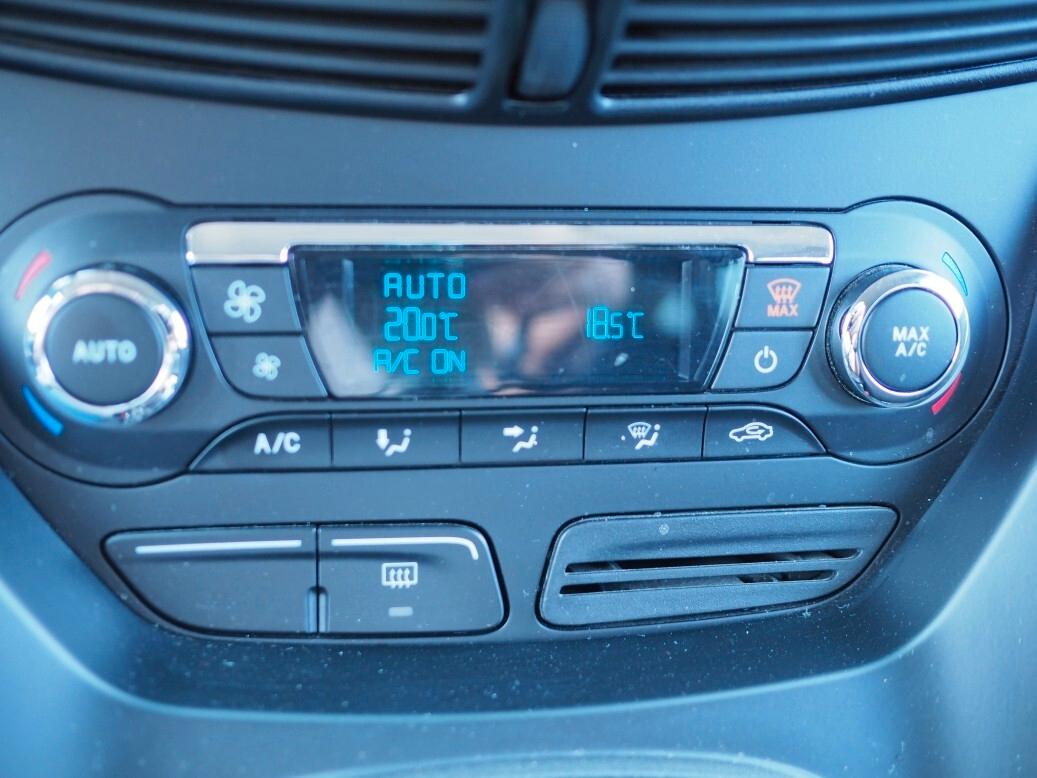 AUTO
20.0°C
18.5°C
A/C ON
MAX
AUTO
MAX
A/C
A/C